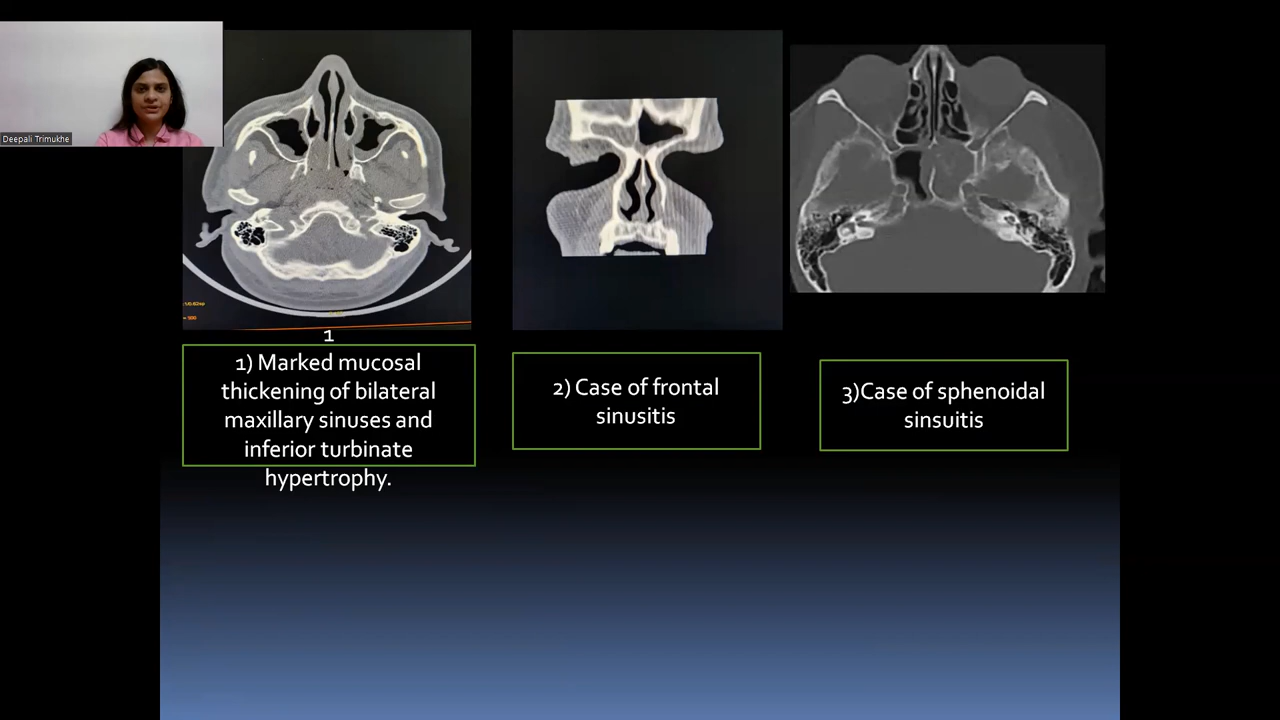 Deepali Trimukhe
1
1) Marked mucosal
thickening of bilateral
maxillary sinuses and
inferior turbinate
hypertrophy.
2) Case of frontal
sinusitis
3)Case of sphenoidal
sinsuitis